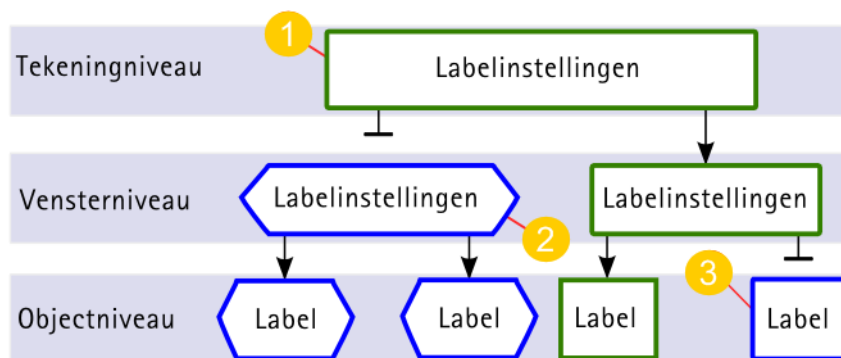 1
Tekeningniveau
Labelinstellingen
Vensterniveau
Labelinstellingen
Labelinstellingen
2
3
Objectniveau
Label
Label
Label
Label